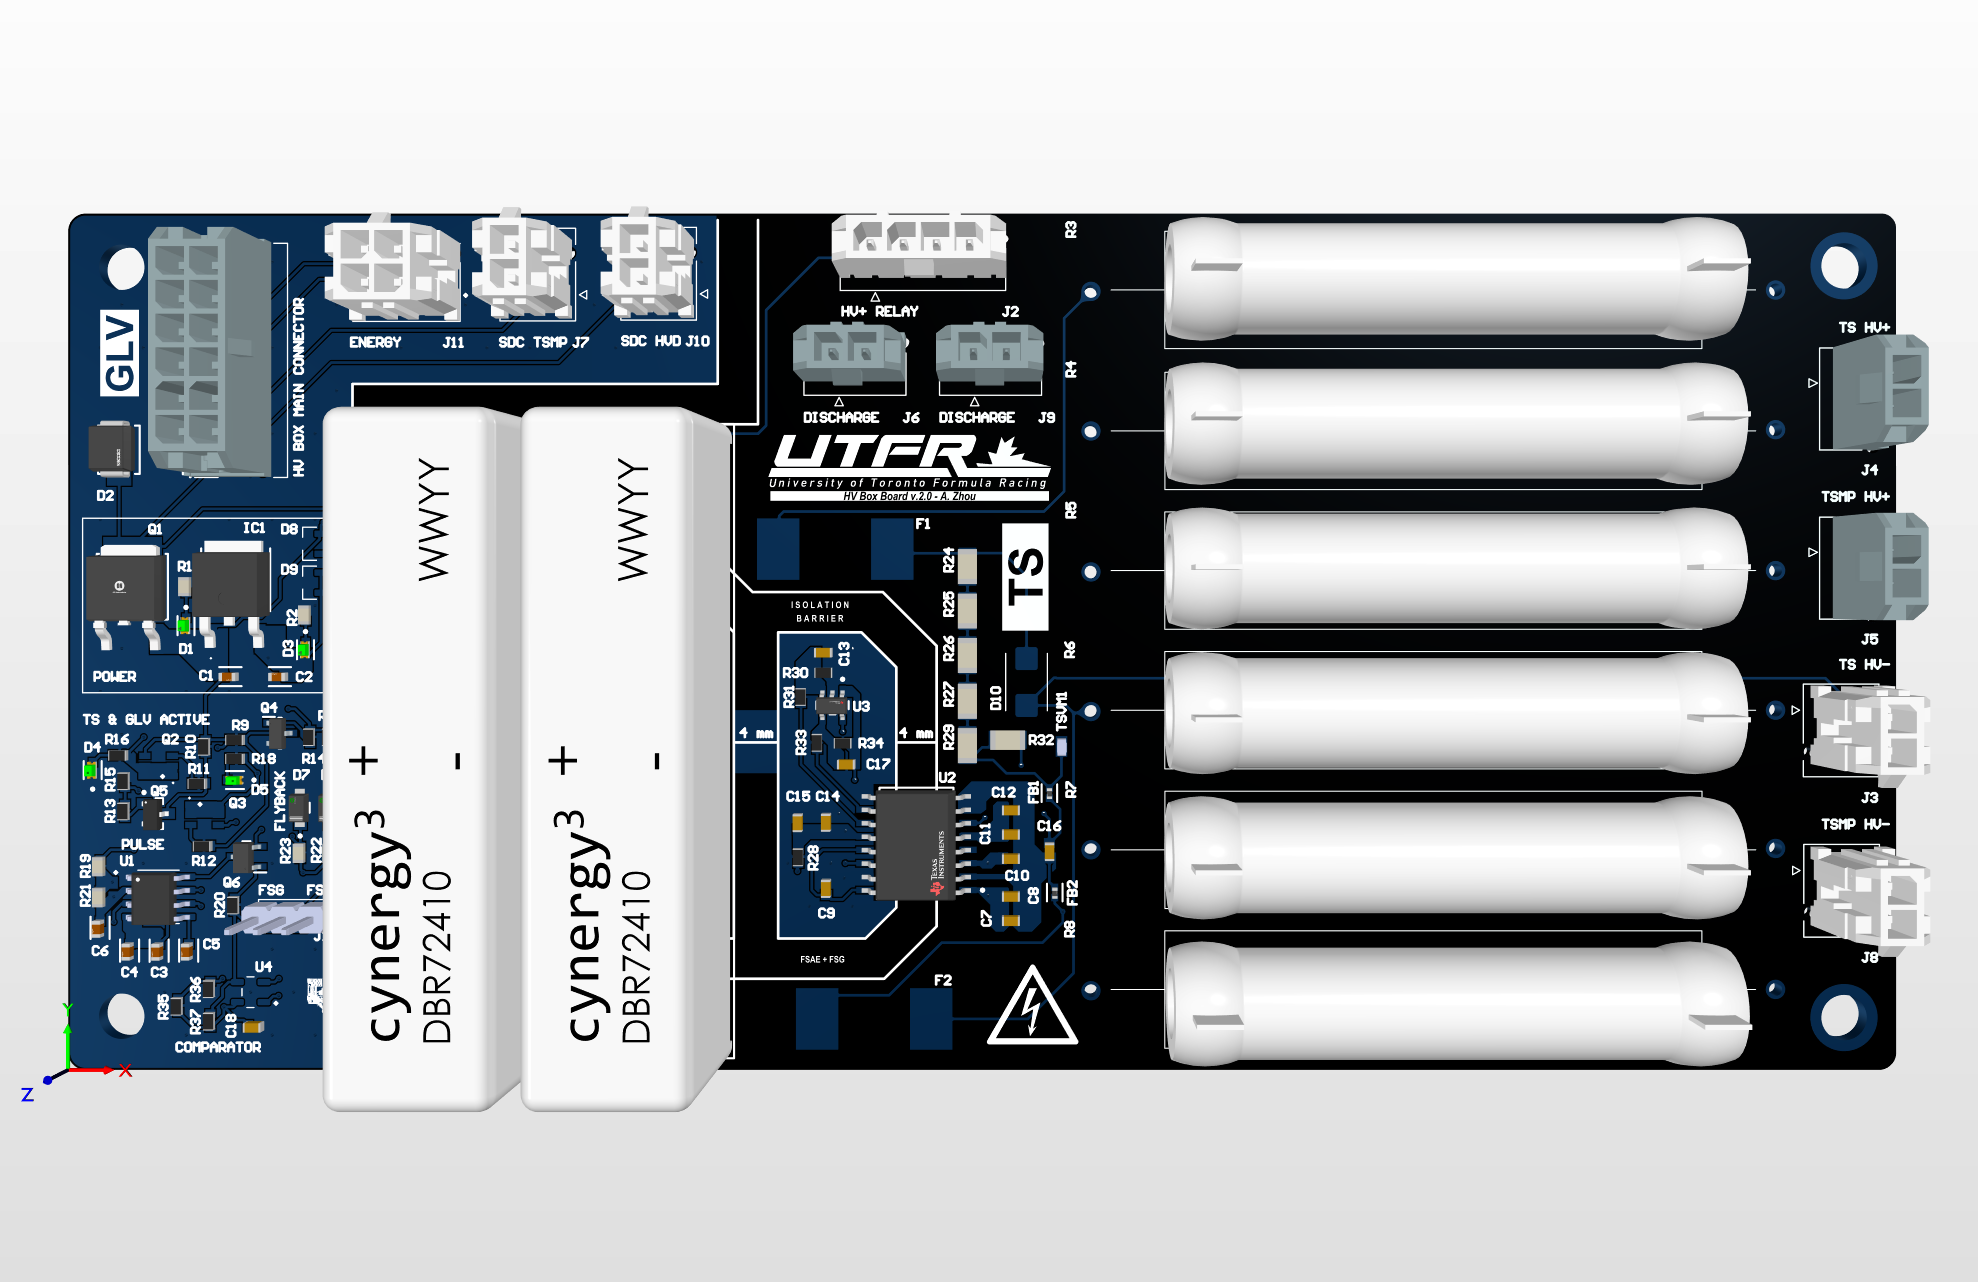 GLV
HV BOX MAIN CONNECTOR
ENERGY
J11
SDC TSMP J7
SDC HVD J10
HV+ RELAY
J2
DISCHARGE
J6
DISCHARGE
J9
UTFR
University of Toronto Formula Racing
HV Box Board v.2.0 - A. Zhou
R3
R4
R5
R6
R7
R8
TS HV+
J4
TSMP HV+
J5
TS HV-
J3
TSMP HV-
J8
D2
Q1
IC1
D8
D9
R1
R2
D1
D3
C1
C2
POWER
TS & GLV ACTIVE
D4
R16
Q2
R10
R9
Q4
R14
R18
R15
R11
D5
D7
Q3
Q5
R13
FLYBACK
PULSE
R12
R23
R22
R19
U1
R21
Q6
R20
FSG
C6
C4
C3
C5
U4
R35
R36
R37
C18
COMPARATOR
WWYY
+
-
cynergy3
DBR72410
WWYY
+
-
cynergy3
DBR72410
F1
TS
R24
R25
R26
R27
R29
D10
TSVM1
R32
ISOLATION
BARRIER
C13
R30
R31
U3
R33
R34
C17
4 mm
4 mm
U2
C15
C14
R28
C9
TEXAS
INSTRUMENTS
C12
C11
C10
C16
FB1
C8
FB2
C7
FSAE + FSG
F2
Y
X
Z